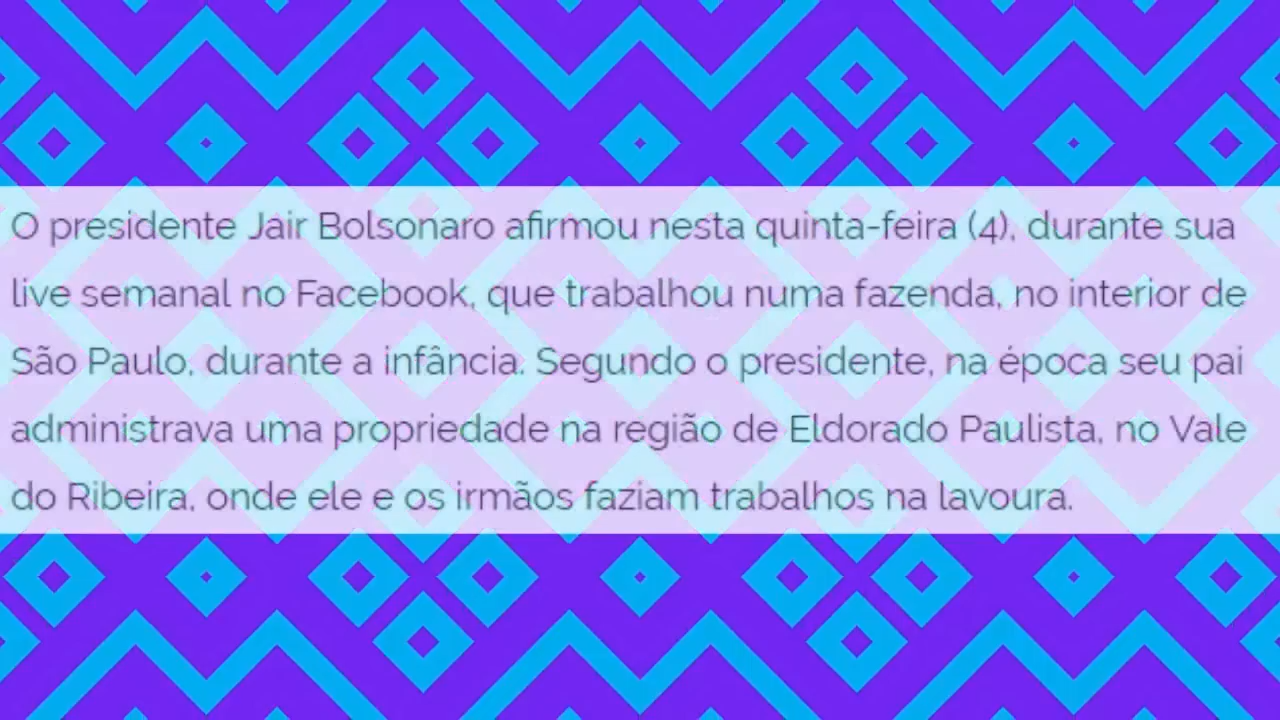 O presidente Jair Bolsonaro afirmou nesta quinta-feira (4), durante sua
live semanal no Facebook, que trabalhou numa fazenda, no interior de
São Paulo, durante a infância. Segundo o presidente, na época seu pai
administrava uma propriedade na região de Eldorado Paulista, no Vale
do Ribeira, onde ele e os irmãos faziam trabalhos na lavoura.